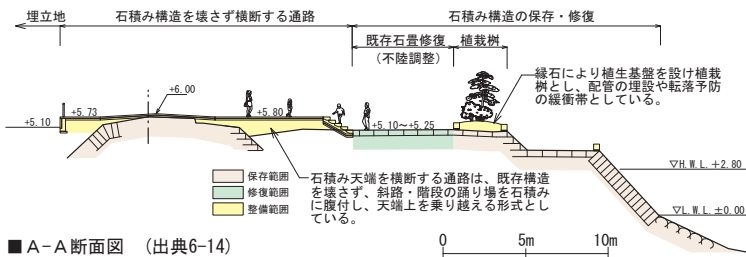 埋立地
石積み構造を壊さず横断する通路
石積み構造の保存・修復
既存石畳修復
(不陸調整)
植栽桝
+6.00
+5.73
+5.10
+5.80
+5.10〜+5.25
縁石により植生基盤を設け植栽
桝とし、配管の埋設や転落予防
の緩衝帯としている。
石積み天端を横断する通路は、既存構造
を壊さず、斜路・階段の踊り場を石積み
に腹付し、天端上を乗り越える形式とし
ている。
保存範囲
修復範囲
整備範囲
▽H.W.L.+2.80
▽L.W.L.±0.00
■A-A断面図 (出典6-14)
0 5m 10m